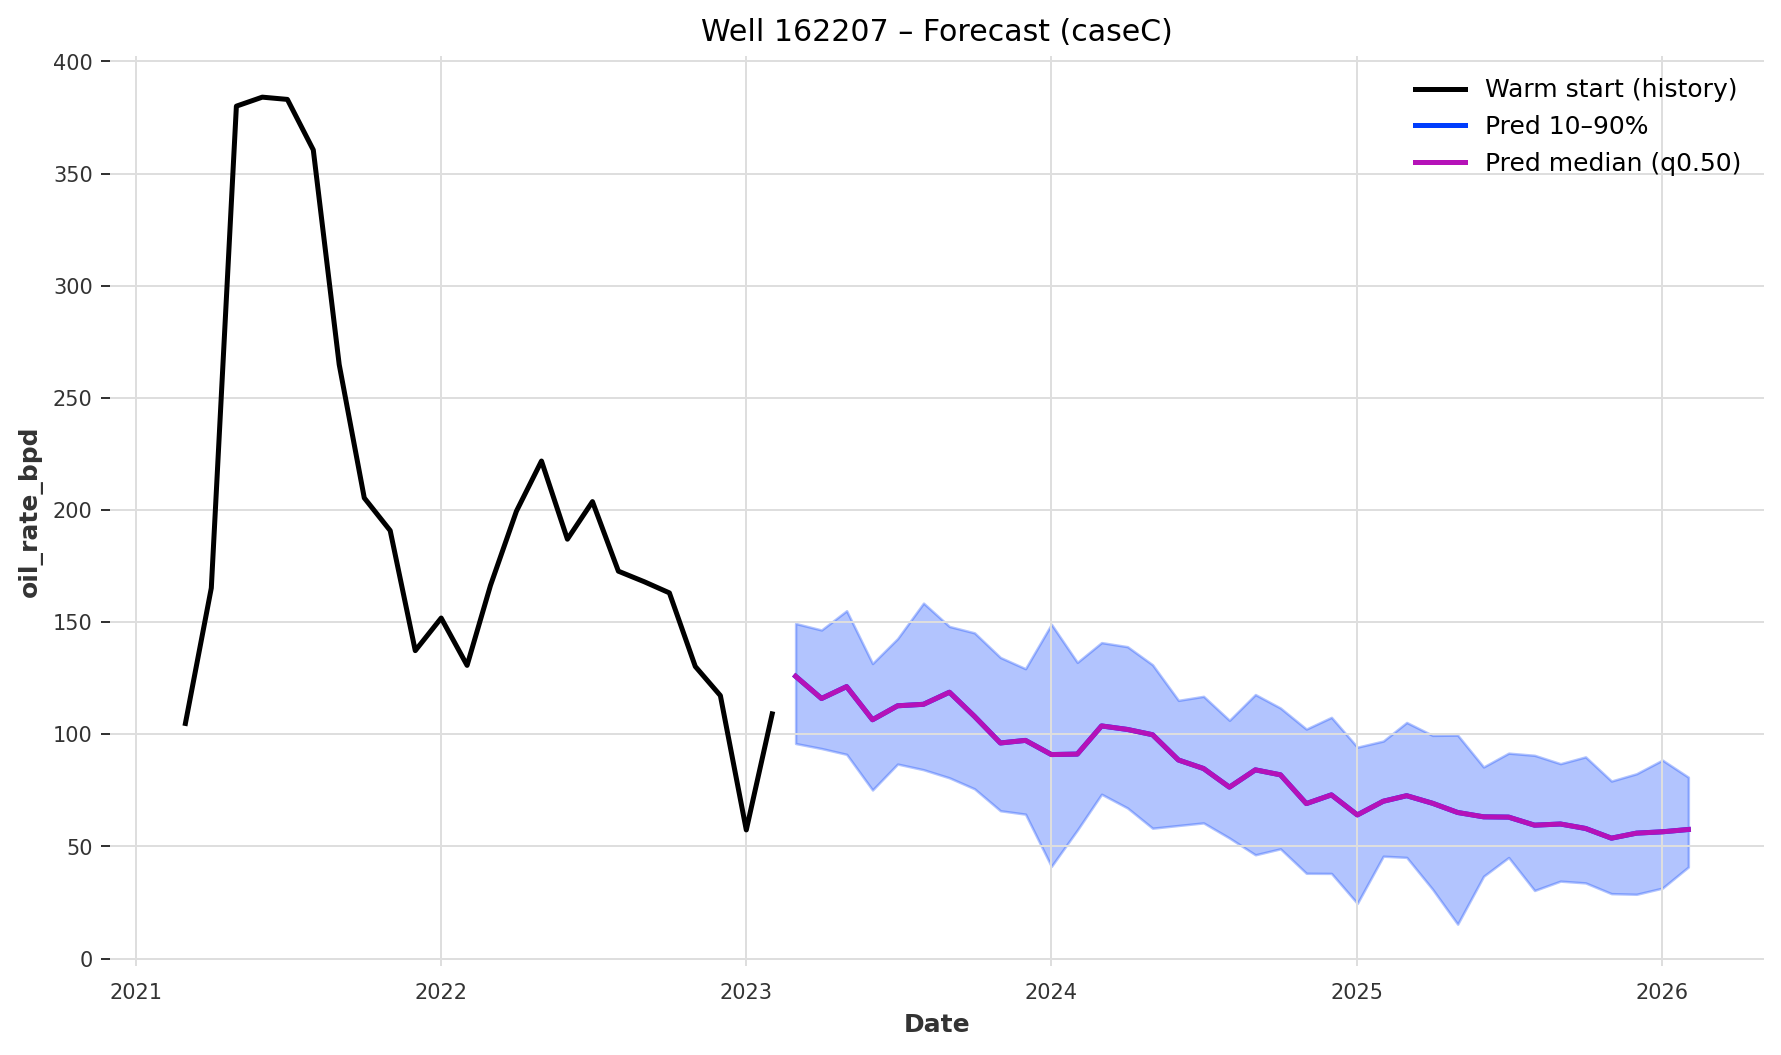 Well 162207 – Forecast (caseC)
Warm start (history)
Pred 10–90%
Pred median (q0.50)
oil_rate_bpd
400
350
300
250
200
150
100
50
0
2021 2022 2023 2024 2025 2026
Date